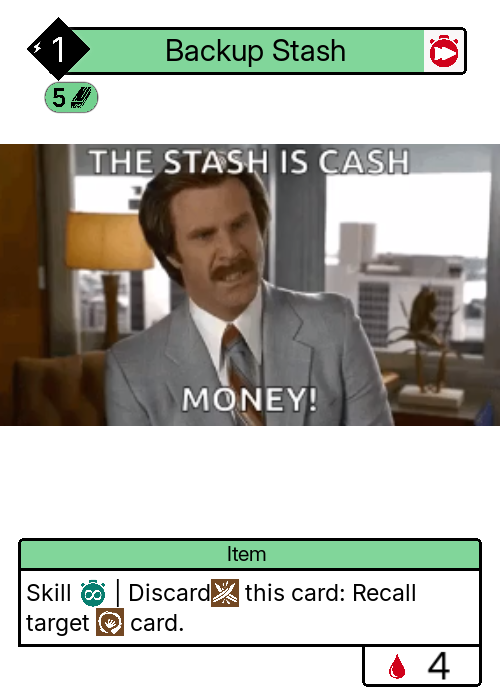 1
Backup Stash
5
THE STASH IS CASH
MONEY!
Item
Skill | Discard this card: Recall
target card.
4